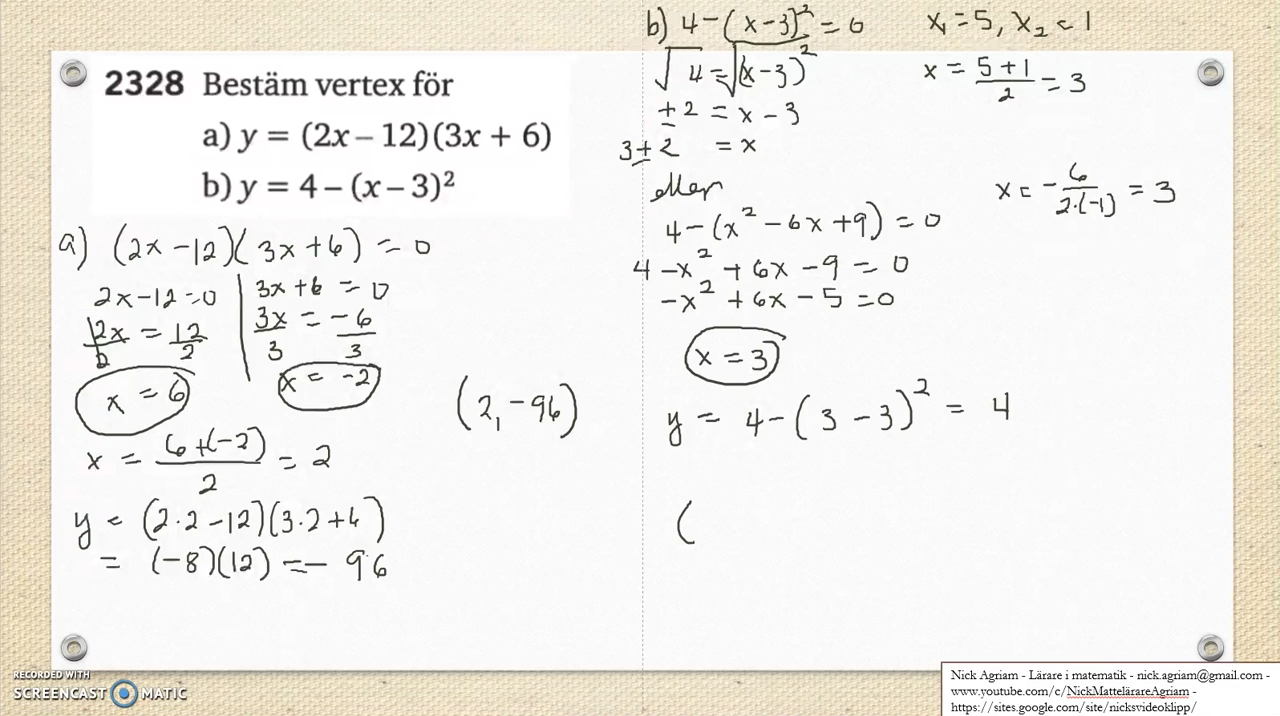 2328 Bestäm vertex för
a) y = (2x – 12)(3x + 6)
b) y = 4 – (x – 3)²
a) (2x - 12)(3x + 6) = 0
2x - 12 = 0 | 3x + 6 = 0
2x/2 = 12/2 | 3x/3 = -6/3
x = 6 | x = -2
x = (6 + (-2))/2 = 2
y = (2·2 - 12)(3·2 + 6)
= (-8)(12) = - 96
(2, -96)
b) 4 - (x - 3)² = 0
√4 = √(x - 3)²
± 2 = x - 3
3 ± 2 = x
eller
4 - (x² - 6x + 9) = 0
4 - x² + 6x - 9 = 0
-x² + 6x - 5 = 0
x = 3
y = 4 - (3 - 3)² = 4
(
x₁ = 5, x₂ = 1
x = (5 + 1)/2 = 3
x = - 6/(2·(-1)) = 3
RECORDED WITH
SCREENCAST MATIC
Nick Agriam - Lärare i matematik - nick.agriam@gmail.com -
www.youtube.com/c/NickMattelärareAgriam -
https://sites.google.com/site/nicksvideoklipp/